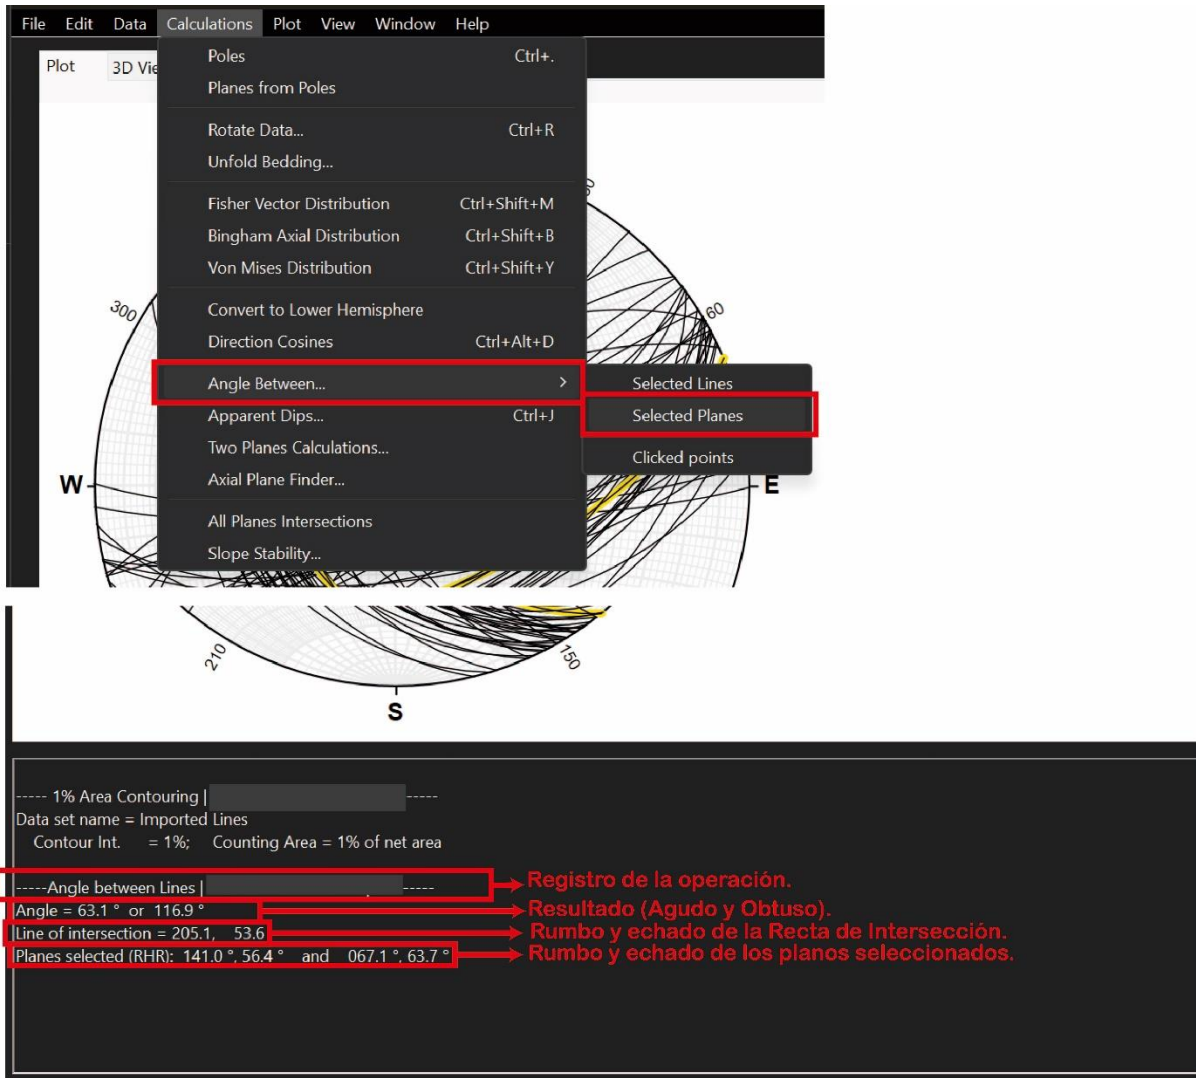 File Edit Data Calculations Plot View Window Help
Plot 3D Vie
Poles Ctrl+.
Planes from Poles
Rotate Data... Ctrl+R
Unfold Bedding...
Fisher Vector Distribution Ctrl+Shift+M
Bingham Axial Distribution Ctrl+Shift+B
Von Mises Distribution Ctrl+Shift+Y
Convert to Lower Hemisphere
Direction Cosines Ctrl+Alt+D
Angle Between... >
Apparent Dips... Ctrl+J
Two Planes Calculations...
Axial Plane Finder...
All Planes Intersections
Slope Stability...
Selected Lines
Selected Planes
Clicked points
300
60
W
E
210
150
S
----- 1% Area Contouring | -----
Data set name = Imported Lines
Contour Int. = 1%; Counting Area = 1% of net area
-----Angle between Lines | -----
Registro de la operación.
Angle = 63.1 ° or 116.9 °
Resultado (Agudo y Obtuso).
Line of intersection = 205.1, 53.6
Rumbo y echado de la Recta de Intersección.
Planes selected (RHR): 141.0 °, 56.4 ° and 067.1 °, 63.7 °
Rumbo y echado de los planos seleccionados.